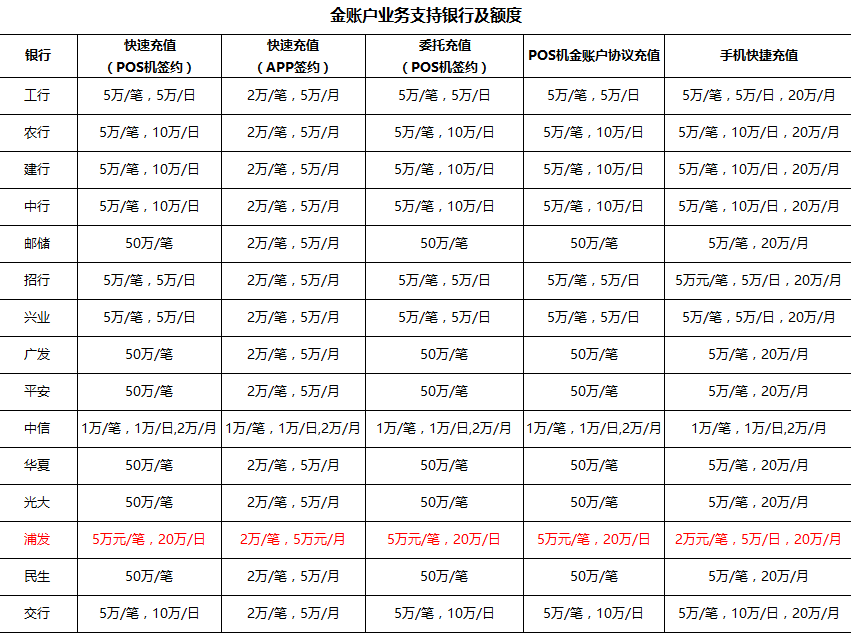 金账户业务支持银行及额度
银行 快速充值（POS机签约） 快速充值（APP签约） 委托充值（POS机签约） POS机金账户协议充值 手机快捷充值
工行 5万/笔，5万/日 2万/笔，5万/月 5万/笔，5万/日 5万/笔，5万/日 5万/笔，5万/日，20万/月
农行 5万/笔，10万/日 2万/笔，5万/月 5万/笔，10万/日 5万/笔，10万/日 5万/笔，10万/日，20万/月
建行 5万/笔，10万/日 2万/笔，5万/月 5万/笔，10万/日 5万/笔，10万/日 5万/笔，10万/日，20万/月
中行 5万/笔，10万/日 2万/笔，5万/月 5万/笔，10万/日 5万/笔，10万/日 5万/笔，10万/日，20万/月
邮储 50万/笔 2万/笔，5万/月 50万/笔 50万/笔 5万/笔，20万/月
招行 5万/笔，5万/日 2万/笔，5万/月 5万/笔，5万/日 5万/笔，5万/日 5万元/笔，5万/日，20万/月
兴业 5万/笔，5万/日 2万/笔，5万/月 5万/笔，5万/日 5万/笔，5万/日 5万/笔，5万/日，20万/月
广发 50万/笔 2万/笔，5万/月 50万/笔 50万/笔 5万/笔，20万/月
平安 50万/笔 2万/笔，5万/月 50万/笔 50万/笔 5万/笔，20万/月
中信 1万/笔，1万/日,2万/月 1万/笔，1万/日,2万/月 1万/笔，1万/日,2万/月 1万/笔，1万/日,2万/月 1万/笔，1万/日,2万/月
华夏 50万/笔 2万/笔，5万/月 50万/笔 50万/笔 5万/笔，20万/月
光大 50万/笔 2万/笔，5万/月 50万/笔 50万/笔 5万/笔，20万/月
浦发 5万元/笔，20万/日 2万/笔，5万元/月 5万元/笔，20万/日 5万元/笔，20万/日 2万元/笔，5万/日，20万/月
民生 50万/笔 2万/笔，5万/月 50万/笔 50万/笔 5万/笔，20万/月
交行 5万/笔，10万/日 2万/笔，5万/月 5万/笔，10万/日 5万/笔，10万/日 5万/笔，10万/日，20万/月